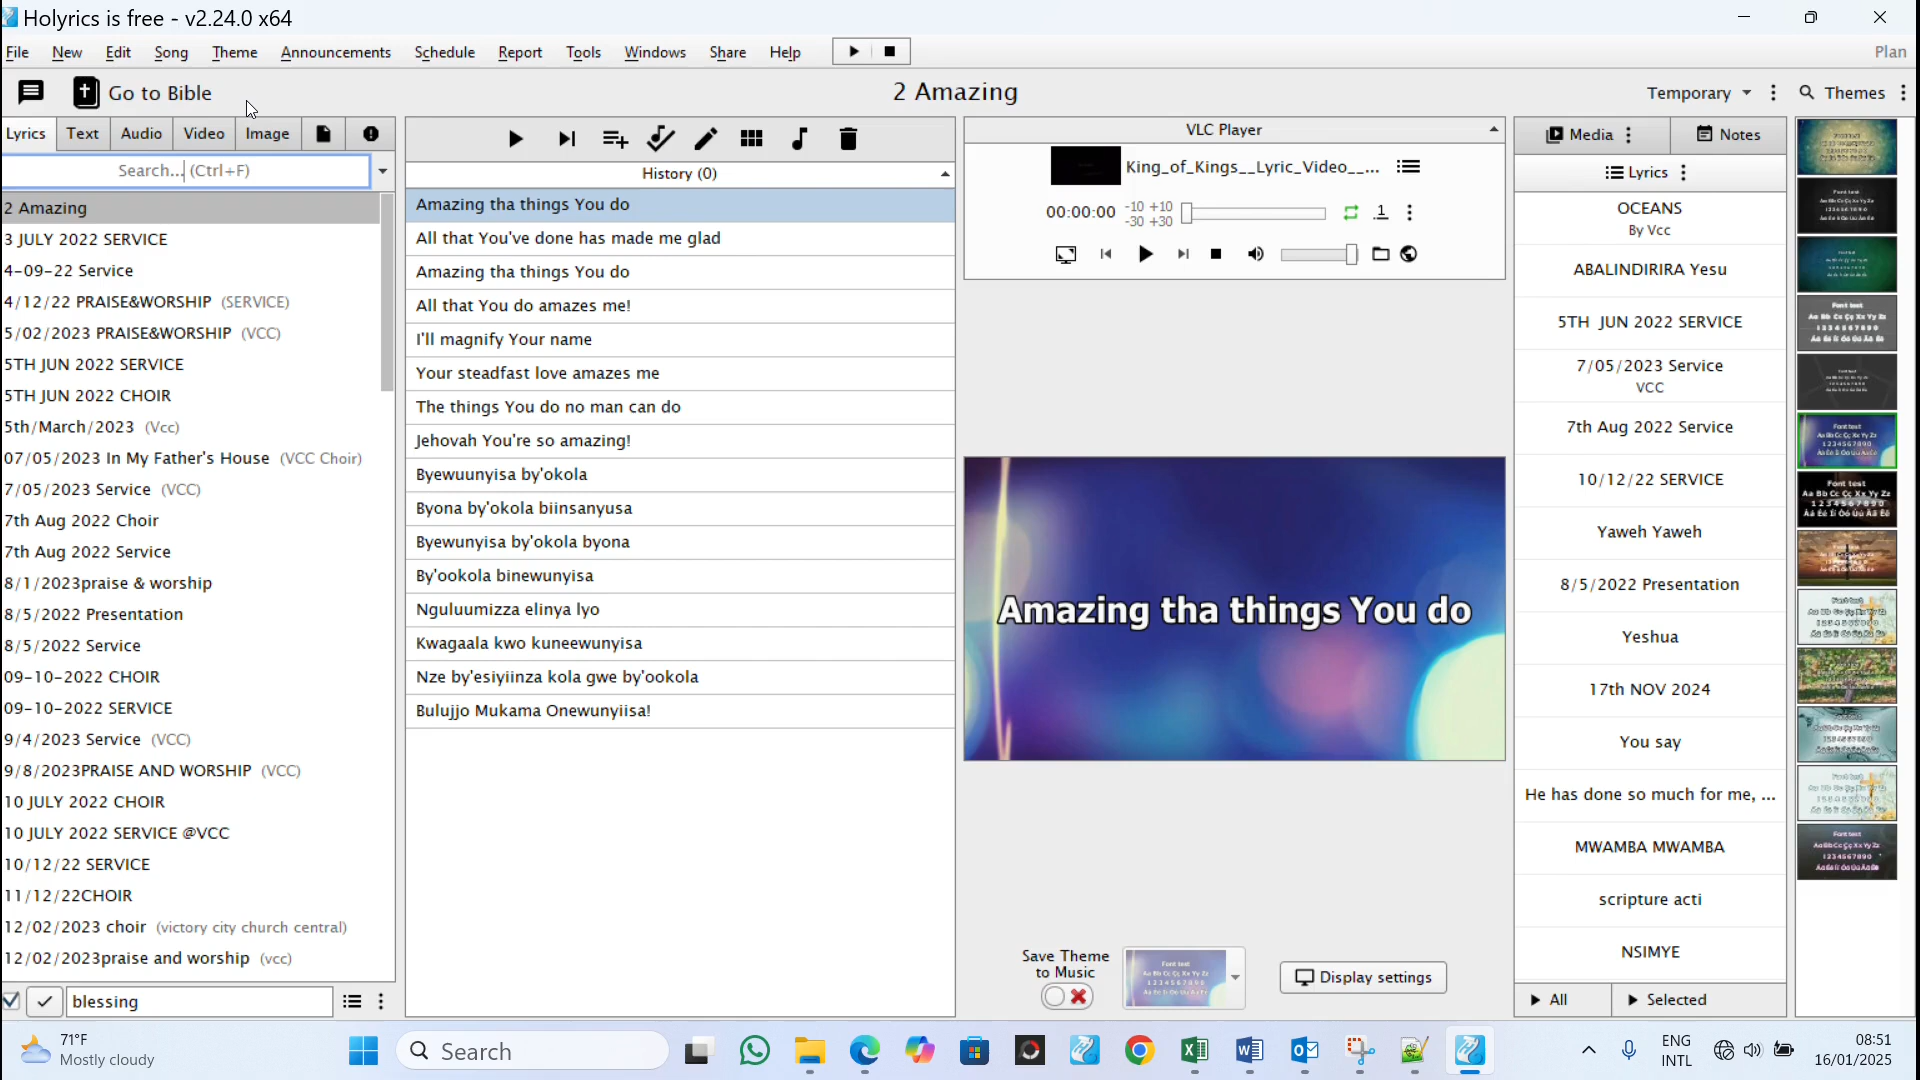 Holyrics is free - v2.24.0 x64
File New Edit Song Theme Announcements Schedule Report Tools Windows Share Help
Plan
Go to Bible
2 Amazing
Temporary
Themes
Lyrics Text Audio Video Image
Search... (Ctrl+F)
2 Amazing
3 JULY 2022 SERVICE
4-09-22 Service
4/12/22 PRAISE&WORSHIP (SERVICE)
5/02/2023 PRAISE&WORSHIP (VCC)
5TH JUN 2022 SERVICE
5TH JUN 2022 CHOIR
5th/March/2023 (Vcc)
07/05/2023 In My Father's House (VCC Choir)
7/05/2023 Service (VCC)
7th Aug 2022 Choir
7th Aug 2022 Service
8/1/2023praise & worship
8/5/2022 Presentation
8/5/2022 Service
09-10-2022 CHOIR
09-10-2022 SERVICE
9/4/2023 Service (VCC)
9/8/2023PRAISE AND WORSHIP (VCC)
10 JULY 2022 CHOIR
10 JULY 2022 SERVICE @VCC
10/12/22 SERVICE
11/12/22CHOIR
12/02/2023 choir (victory city church central)
12/02/2023praise and worship (vcc)
blessing
History (0)
Amazing tha things You do
All that You've done has made me glad
Amazing tha things You do
All that You do amazes me!
I'll magnify Your name
Your steadfast love amazes me
The things You do no man can do
Jehovah You're so amazing!
Byewuunyisa by'okola
Byona by'okola biinsanyusa
Byewunyisa by'okola byona
By'ookola binewunyisa
Nguluumizza elinya lyo
Kwagaala kwo kuneewunyisa
Nze by'esiyiinza kola gwe by'ookola
Bulujjo Mukama Onewunyiisa!
VLC Player
King_of_Kings__Lyric_Video__...
00:00:00
-10 +10
-30 +30
1
Amazing tha things You do
Save Theme
to Music
Display settings
Media
Notes
Lyrics
OCEANS
By Vcc
ABALINDIRIRA Yesu
5TH JUN 2022 SERVICE
7/05/2023 Service
VCC
7th Aug 2022 Service
10/12/22 SERVICE
Yaweh Yaweh
8/5/2022 Presentation
Yeshua
17th NOV 2024
You say
He has done so much for me, ...
MWAMBA MWAMBA
scripture acti
NSIMYE
All
Selected
Font test
Aa Bb Cc Çç Xx Yy Zz
1234567890
71°F
Mostly cloudy
Search
ENG
INTL
08:51
16/01/2025